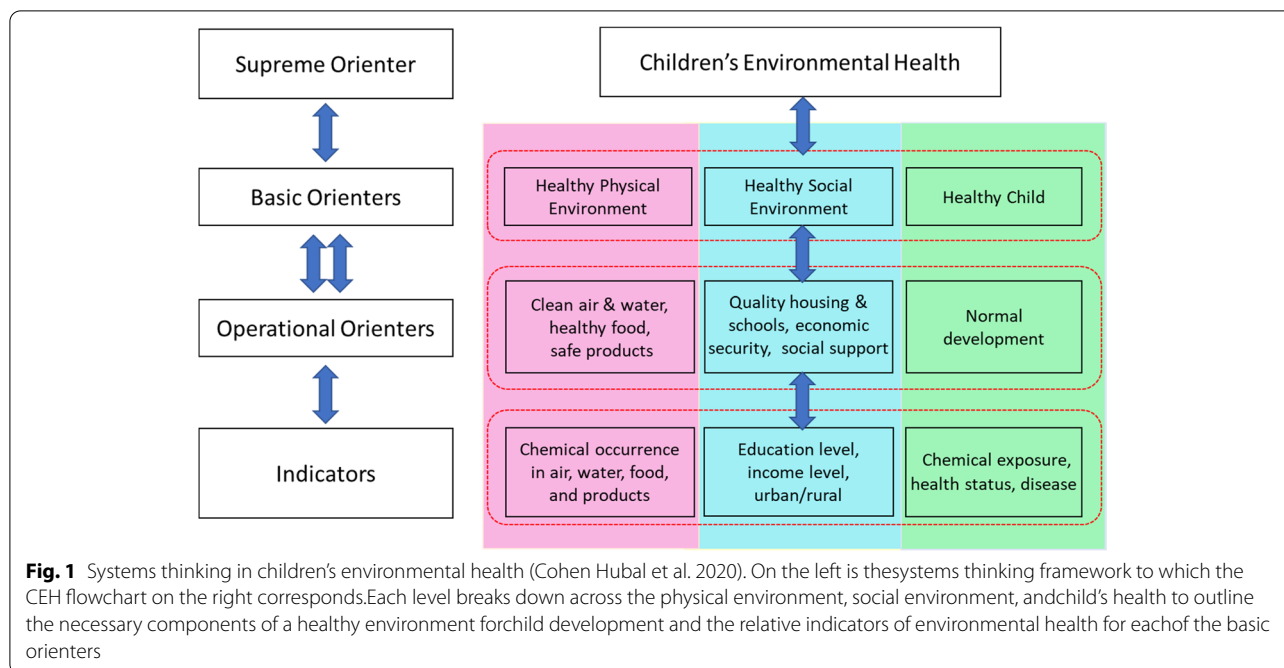 Supreme Orienter
Children’s Environmental Health
Basic Orienters
Healthy Physical
Environment
Healthy Social
Environment
Healthy Child
Operational Orienters
Clean air & water,
healthy food,
safe products
Quality housing &
schools, economic
security, social support
Normal
development
Indicators
Chemical occurrence
in air, water, food,
and products
Education level,
income level,
urban/rural
Chemical exposure,
health status, disease
Fig. 1 Systems thinking in children’s environmental health (Cohen Hubal et al. 2020). On the left is thesystems thinking framework to which the
CEH flowchart on the right corresponds.Each level breaks down across the physical environment, social environment, andchild’s health to outline
the necessary components of a healthy environment forchild development and the relative indicators of environmental health for eachof the basic
orienters